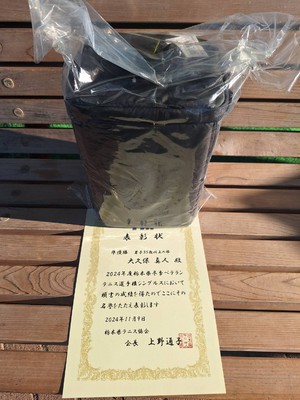 表彰状
準優勝
大久保 直人 殿
2024年度栃木県冬季ベテラン
テニス選手権シングルスにおいて
頭書の成績を得たのでここにその
名誉をたたえ表彰します
2024年11月9日
栃木県テニス協会
会長 上野通子